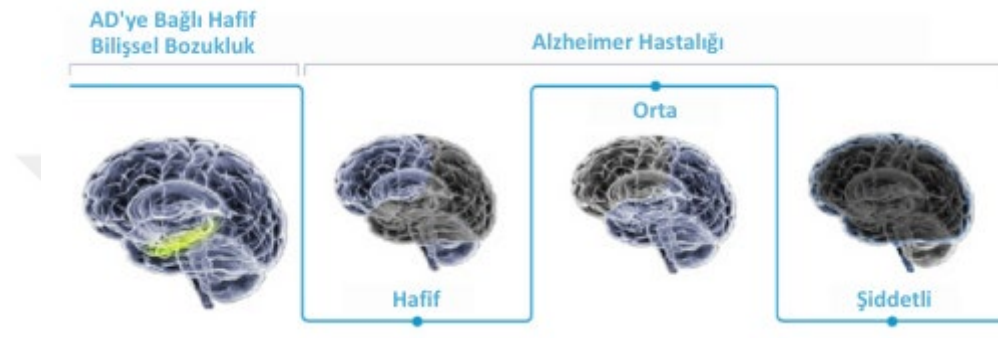 AD'ye Bağlı Hafif
Bilişsel Bozukluk
Alzheimer Hastalığı
Orta
Hafif
Şiddetli